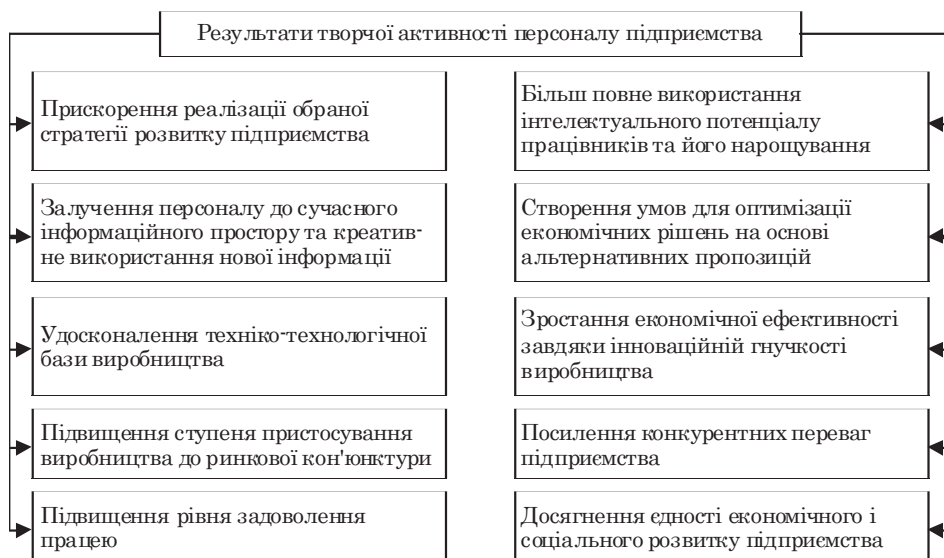 Результати творчої активності персоналу підприємства
Прискорення реалізації обраної
стратегії розвитку підприємства
Більш повне використання
інтелектуального потенціалу
працівників та його нарощування
Залучення персоналу до сучасного
інформаційного простору та креатив-
не використання нової інформації
Створення умов для оптимізації
економічних рішень на основі
альтернативних пропозицій
Удосконалення техніко-технологічної
бази виробництва
Зростання економічної ефективності
завдяки інноваційній гнучкості
виробництва
Підвищення ступеня пристосування
виробництва до ринкової кон'юнктури
Посилення конкурентних переваг
підприємства
Підвищення рівня задоволення
працею
Досягнення єдності економічного і
соціального розвитку підприємства